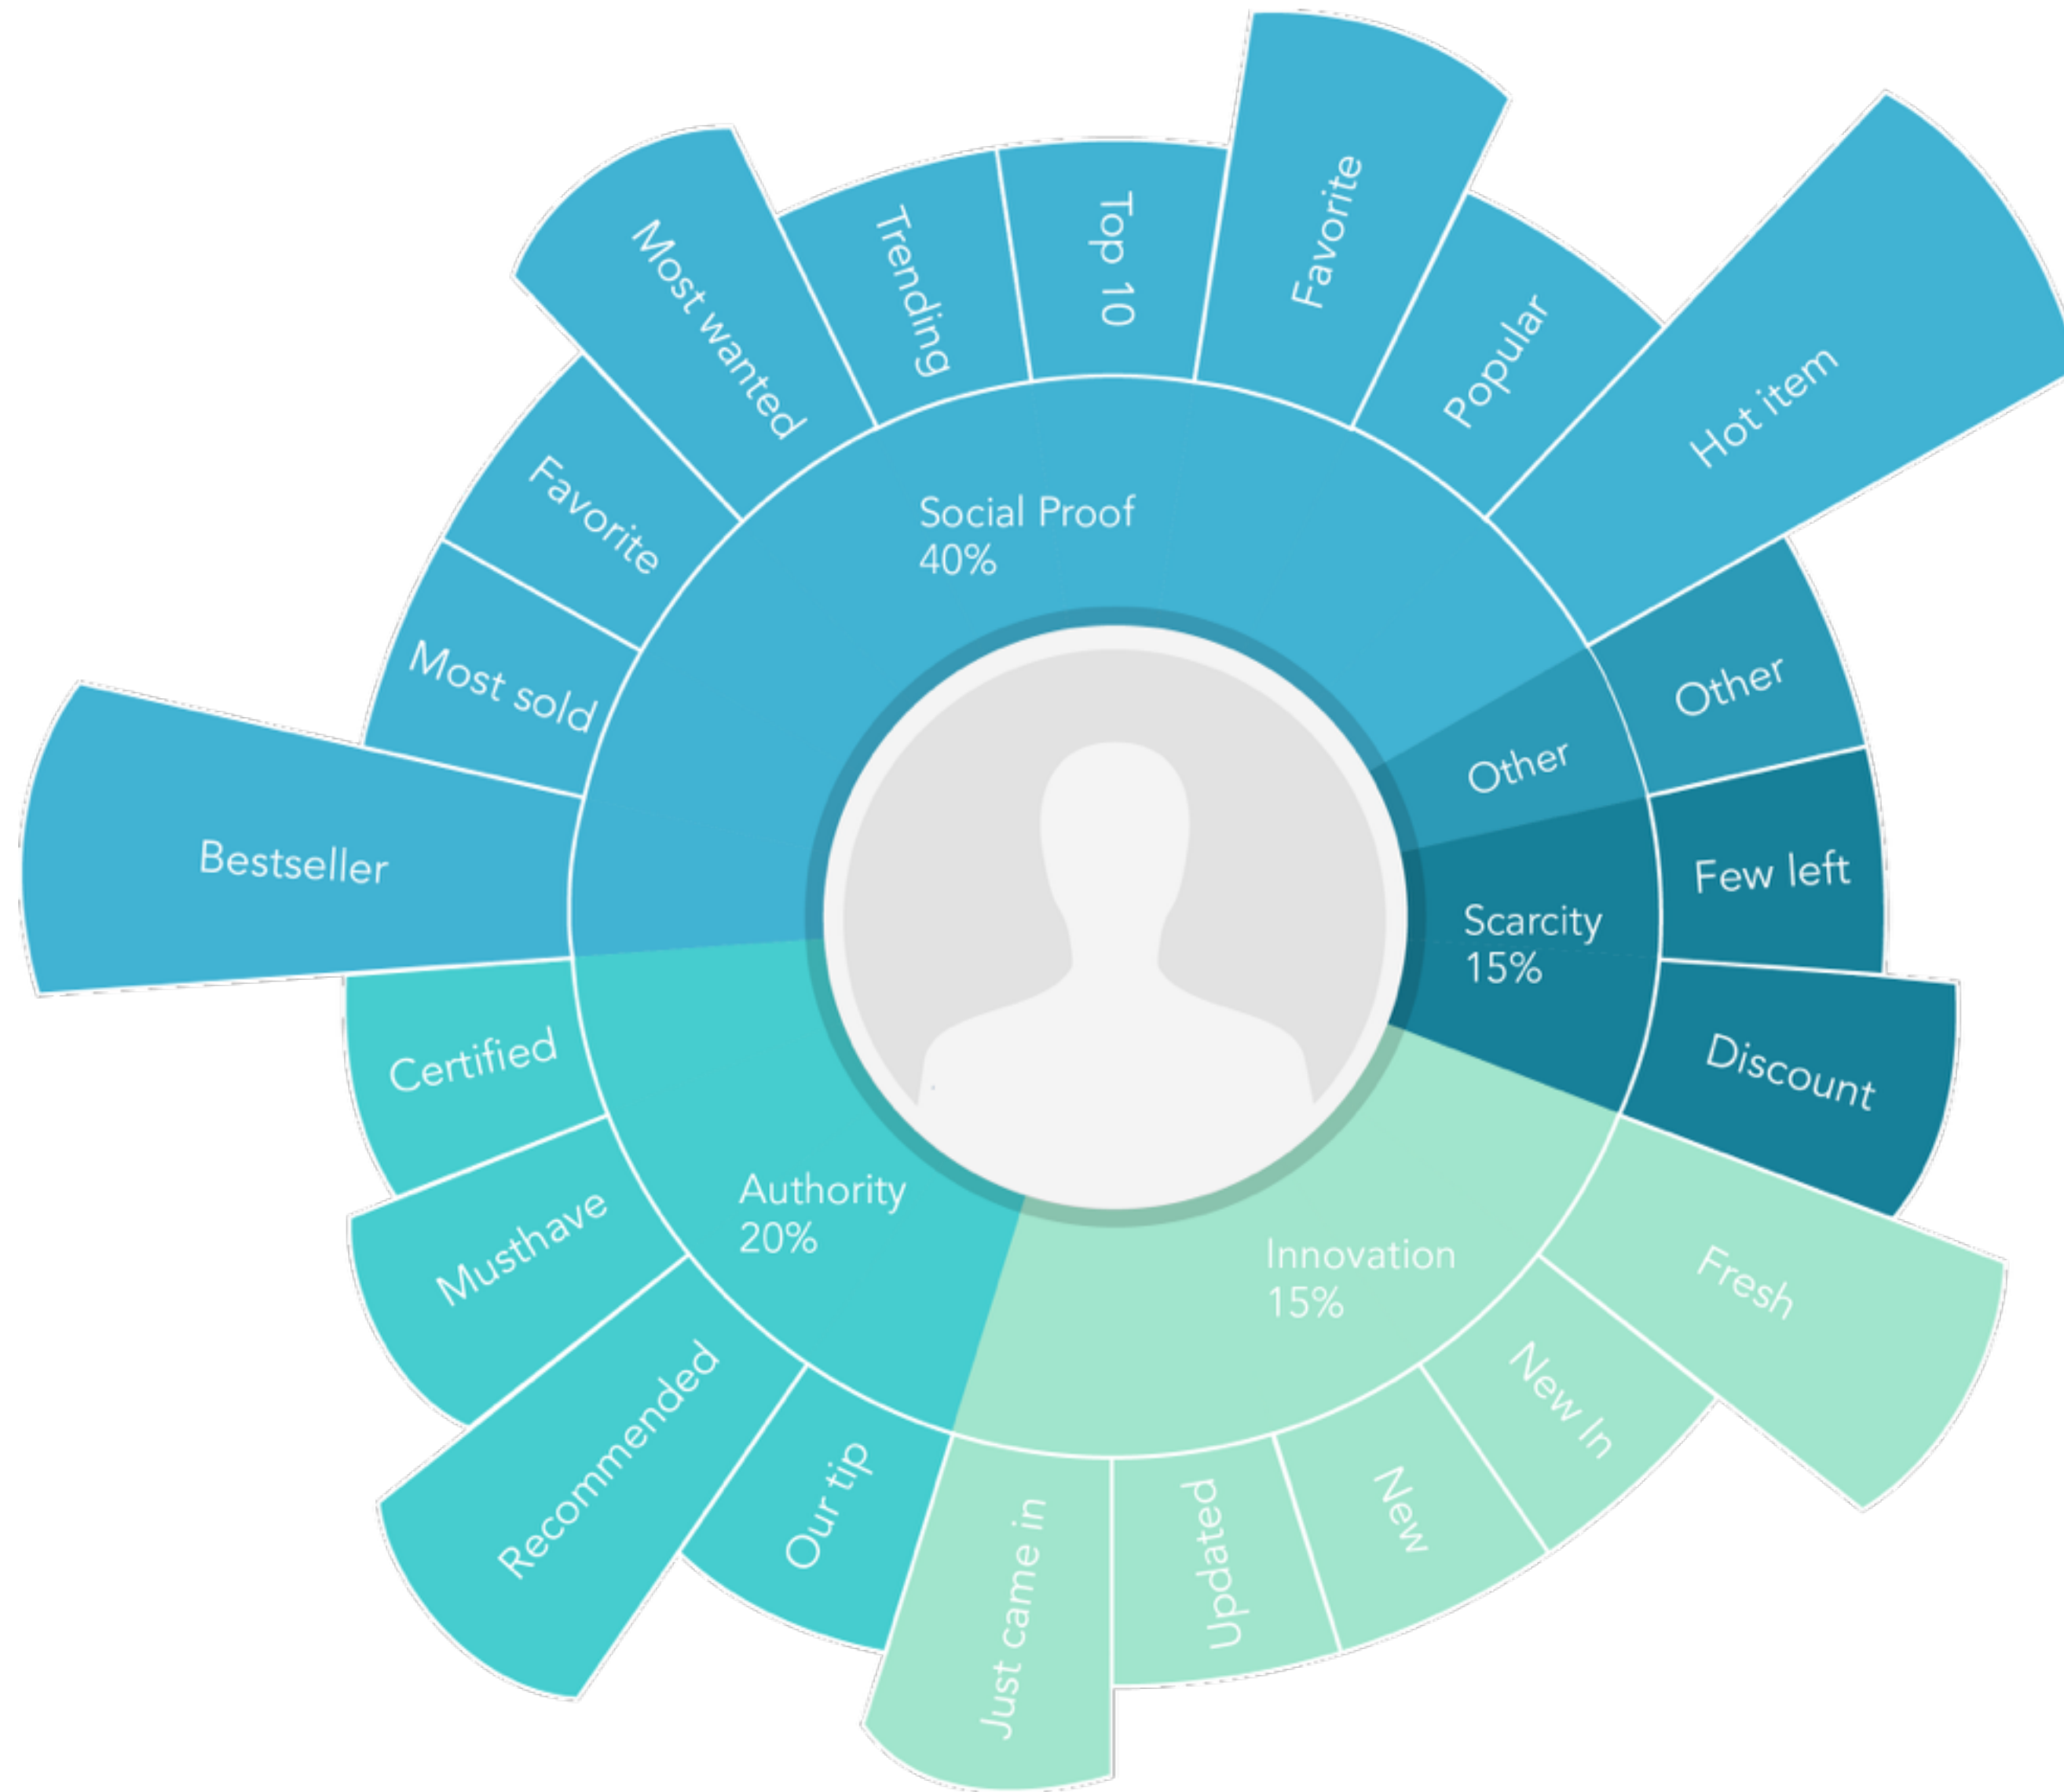 Favorite
Top 10
Trending
Most wanted
Favorite
Most sold
Bestseller
Popular
Hot item
Other
Few left
Discount
Social Proof
40%
Other
Scarcity
15%
Authority
20%
Innovation
15%
Certified
Musthave
Recommended
Our tip
Just came in
Updated
New
New In
Fresh